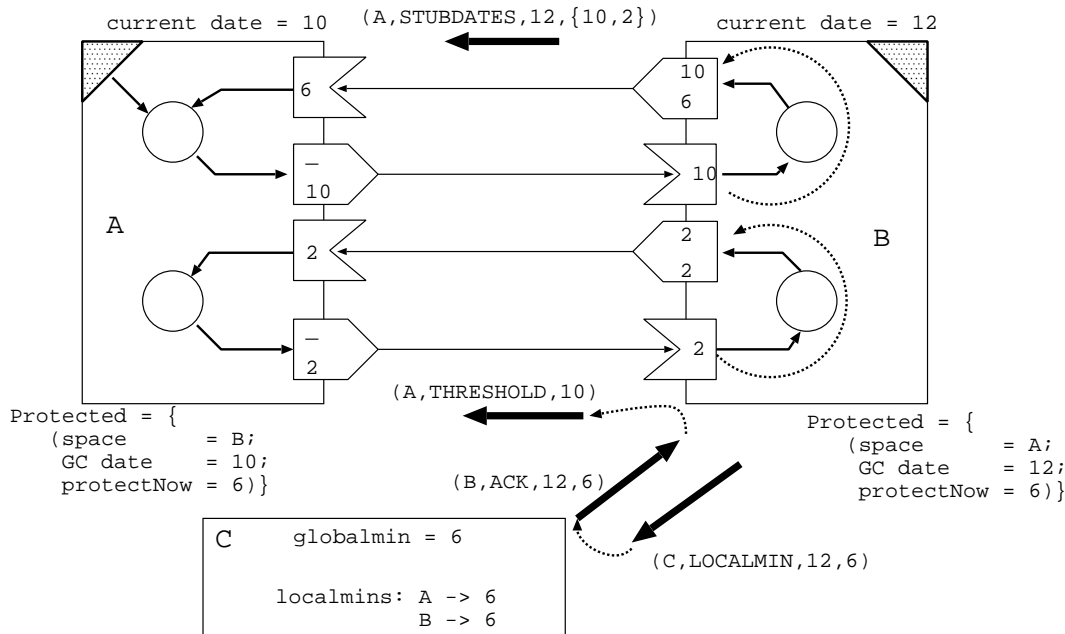 current date = 10
(A,STUBDATES,12,{10,2})
current date = 12
6
10
6
–
10
10
A
B
2
2
2
–
2
2
(A,THRESHOLD,10)
Protected = {
(space = B;
GC date = 10;
protectNow = 6)}
Protected = {
(space = A;
GC date = 12;
protectNow = 6)}
(B,ACK,12,6)
(C,LOCALMIN,12,6)
C globalmin = 6
localmins: A -> 6
B -> 6